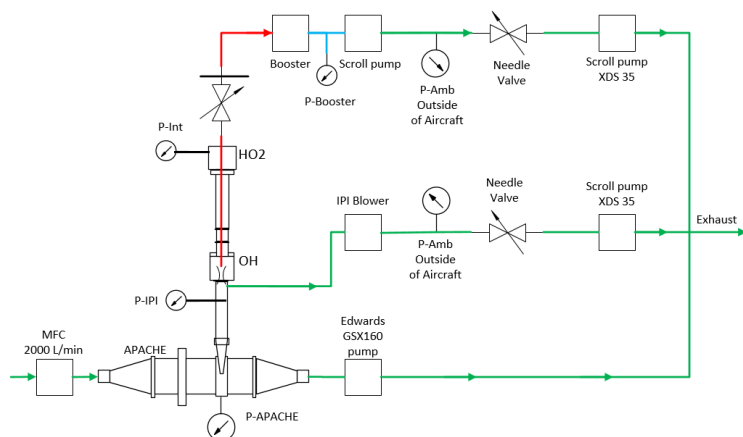 Booster
Scroll pump
P-Booster
P-Amb
Outside
of Aircraft
Needle
Valve
Scroll pump
XDS 35
P-Int
HO2
IPI Blower
Needle
Valve
Scroll pump
XDS 35
Exhaust
OH
P-Amb
Outside
of Aircraft
P-IPI
MFC
2000 L/min
APACHE
Edwards
GSX160
pump
P-APACHE